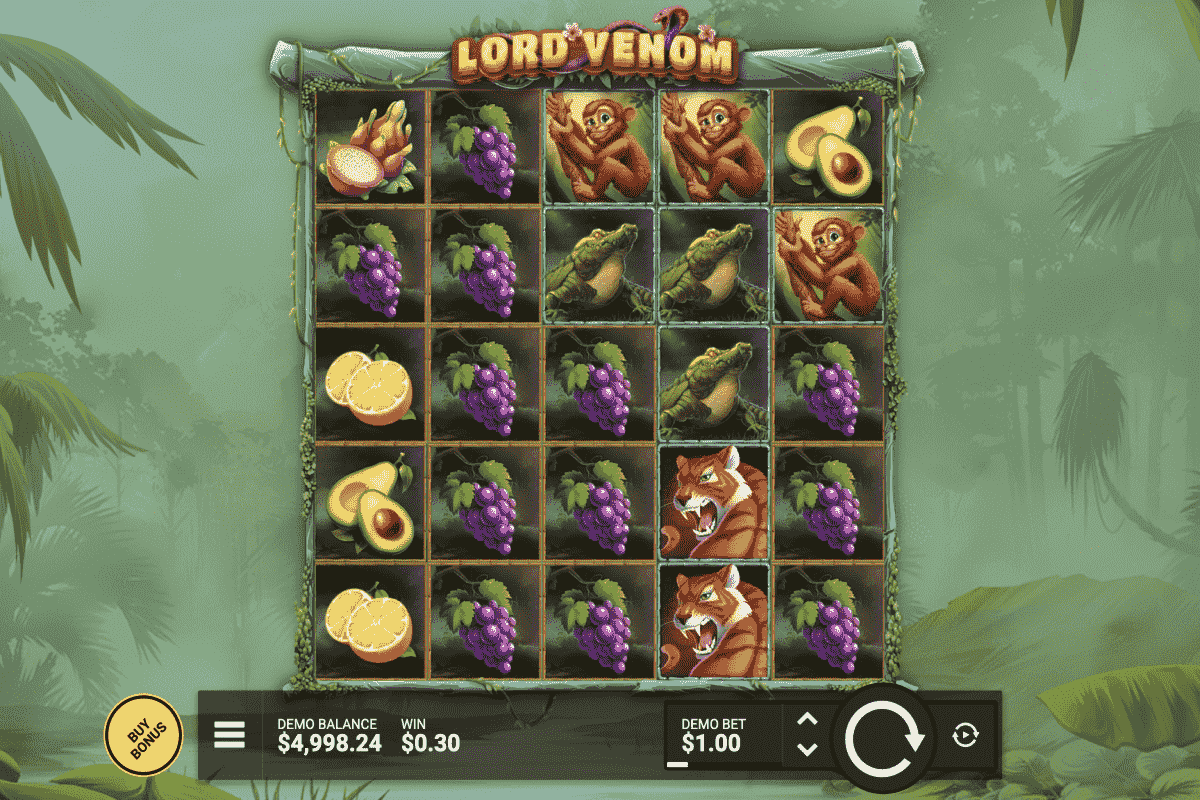 LORD VENOM
BUY
BONUS
DEMO BALANCE
$4,998.24
WIN
$0.30
DEMO BET
$1.00